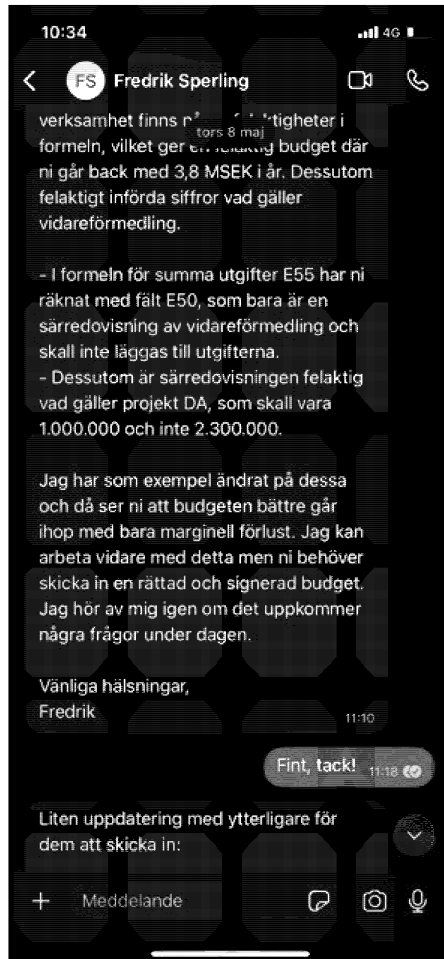 10:34
4G
FS Fredrik Sperling
tors 8 maj
verksamhet finns i
formeln, vilket ger budget där
ni går back med 3,8 MSEK i år. Dessutom
felaktigt införda siffror vad gäller
vidareförmedling.
- I formeln för summa utgifter E55 har ni
räknat med fält E50, som bara är en
särredovisning av vidareförmedling och
skall inte läggas till utgifterna.
- Dessutom är särredovisningen felaktig
vad gäller projekt DA, som skall vara
1.000.000 och inte 2.300.000.
Jag har som exempel ändrat på dessa
och då ser ni att budgeten bättre går
ihop med bara marginell förlust. Jag kan
arbeta vidare med detta men ni behöver
skicka in en rättad och signerad budget.
Jag hör av mig igen om det uppkommer
några frågor under dagen.
Vänliga hälsningar,
Fredrik
11:10
Fint, tack! 11:18
Liten uppdatering med ytterligare för
dem att skicka in:
Meddelande